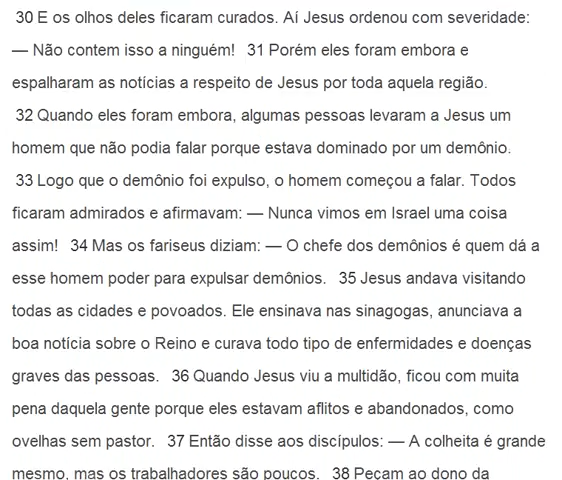 30 E os olhos deles ficaram curados. Aí Jesus ordenou com severidade:
— Não contem isso a ninguém! 31 Porém eles foram embora e
espalharam as notícias a respeito de Jesus por toda aquela região.
32 Quando eles foram embora, algumas pessoas levaram a Jesus um
homem que não podia falar porque estava dominado por um demônio.
33 Logo que o demônio foi expulso, o homem começou a falar. Todos
ficaram admirados e afirmavam: — Nunca vimos em Israel uma coisa
assim! 34 Mas os fariseus diziam: — O chefe dos demônios é quem dá a
esse homem poder para expulsar demônios. 35 Jesus andava visitando
todas as cidades e povoados. Ele ensinava nas sinagogas, anunciava a
boa notícia sobre o Reino e curava todo tipo de enfermidades e doenças
graves das pessoas. 36 Quando Jesus viu a multidão, ficou com muita
pena daquela gente porque eles estavam aflitos e abandonados, como
ovelhas sem pastor. 37 Então disse aos discípulos: — A colheita é grande
mesmo, mas os trabalhadores são poucos. 38 Peçam ao dono da